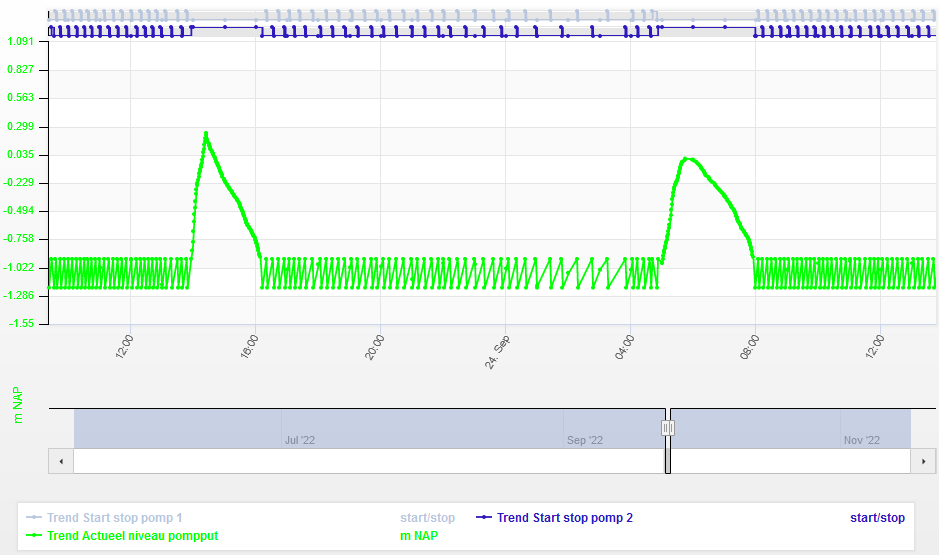 1.091
0.827
0.563
0.299
0.035
-0.229
-0.494
-0.758
-1.022
-1.286
-1.55
12:00
16:00
20:00
24. Sep
04:00
08:00
12:00
m NAP
Jul '22
Sep '22
Nov '22
Trend Start stop pomp 1 start/stop Trend Start stop pomp 2 start/stop
Trend Actueel niveau pompput m NAP